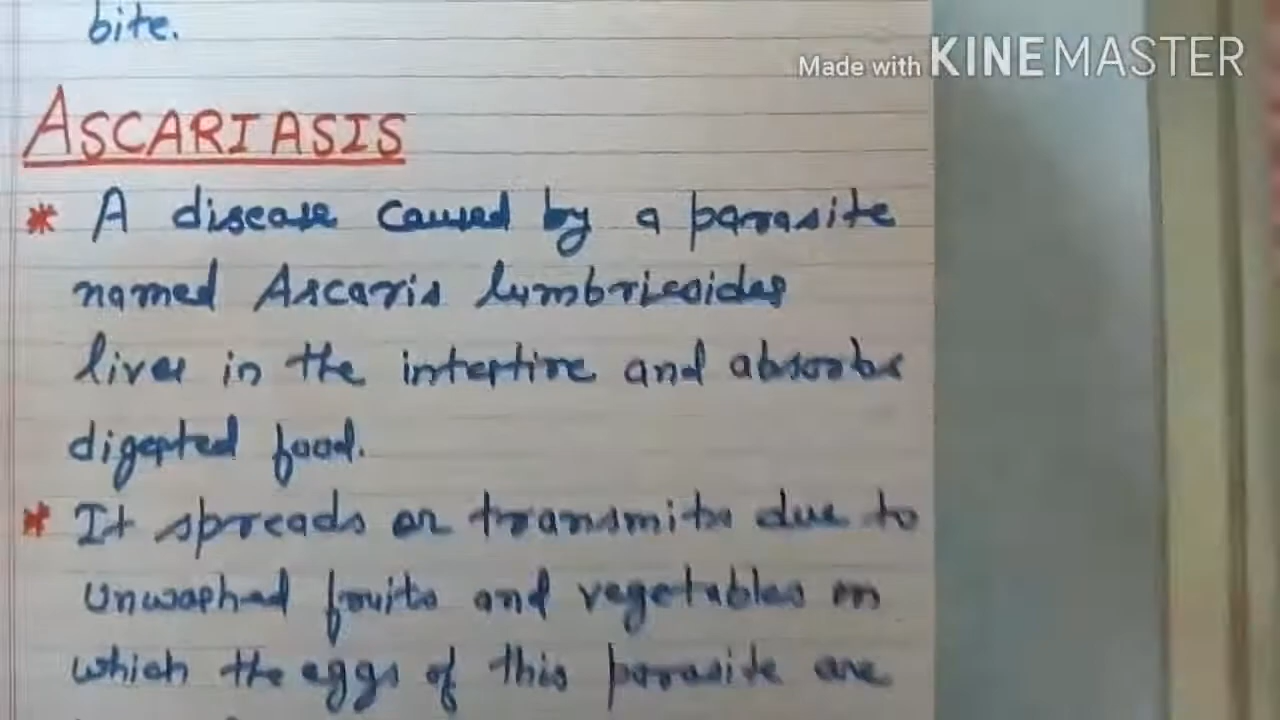 bite.
Made with KINEMASTER
ASCARIASIS
* A disease caused by a parasite
named Ascaris lumbricoides
lives in the intestine and absorbs
digested food.
* It spreads or transmits due to
unwashed fruits and vegetables on
which the eggs of this parasite are